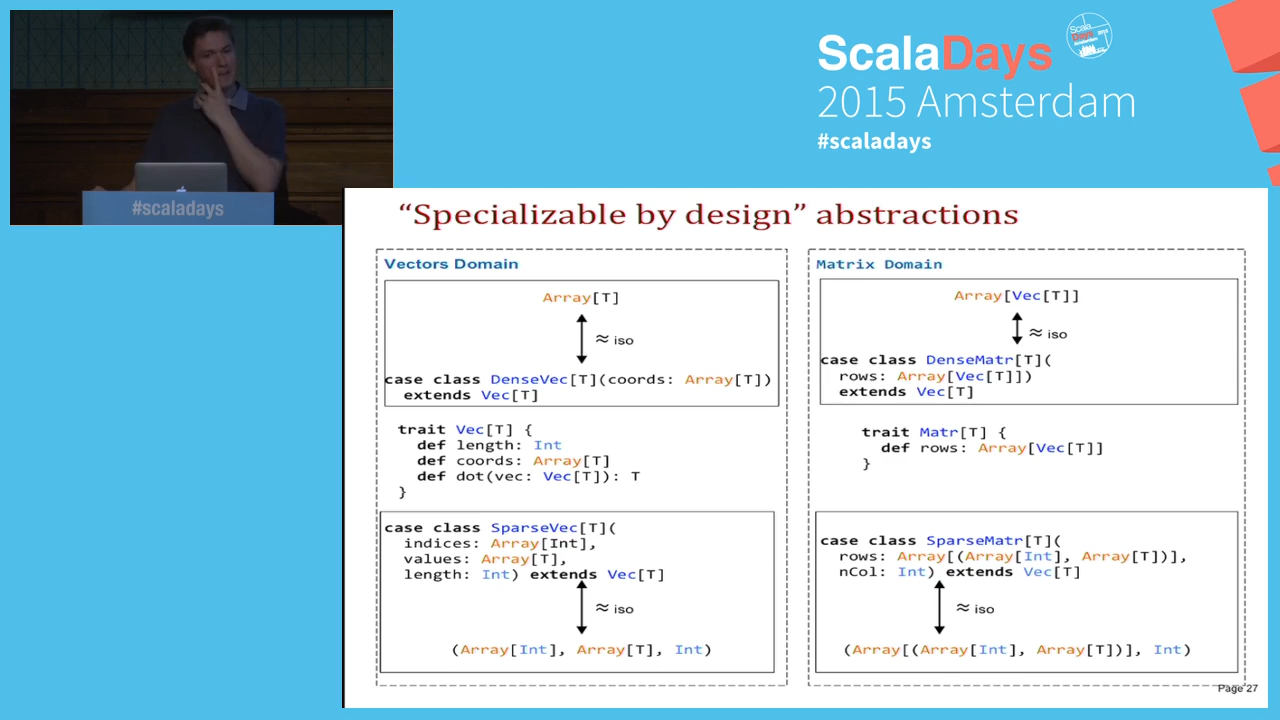 ScalaDays
2015 Amsterdam
#scaladays
#scaladays
“Specializable by design” abstractions
Vectors Domain
Array[T]
≈ iso
case class DenseVec[T](coords: Array[T])
extends Vec[T]
trait Vec[T] {
def length: Int
def coords: Array[T]
def dot(vec: Vec[T]): T
}
case class SparseVec[T](
indices: Array[Int],
values: Array[T],
length: Int) extends Vec[T]
≈ iso
(Array[Int], Array[T], Int)
Matrix Domain
Array[Vec[T]]
≈ iso
case class DenseMatr[T](
rows: Array[Vec[T]])
extends Vec[T]
trait Matr[T] {
def rows: Array[Vec[T]]
}
case class SparseMatr[T](
rows: Array[(Array[Int], Array[T])],
nCol: Int) extends Vec[T]
≈ iso
(Array[(Array[Int], Array[T])], Int)
Page 27